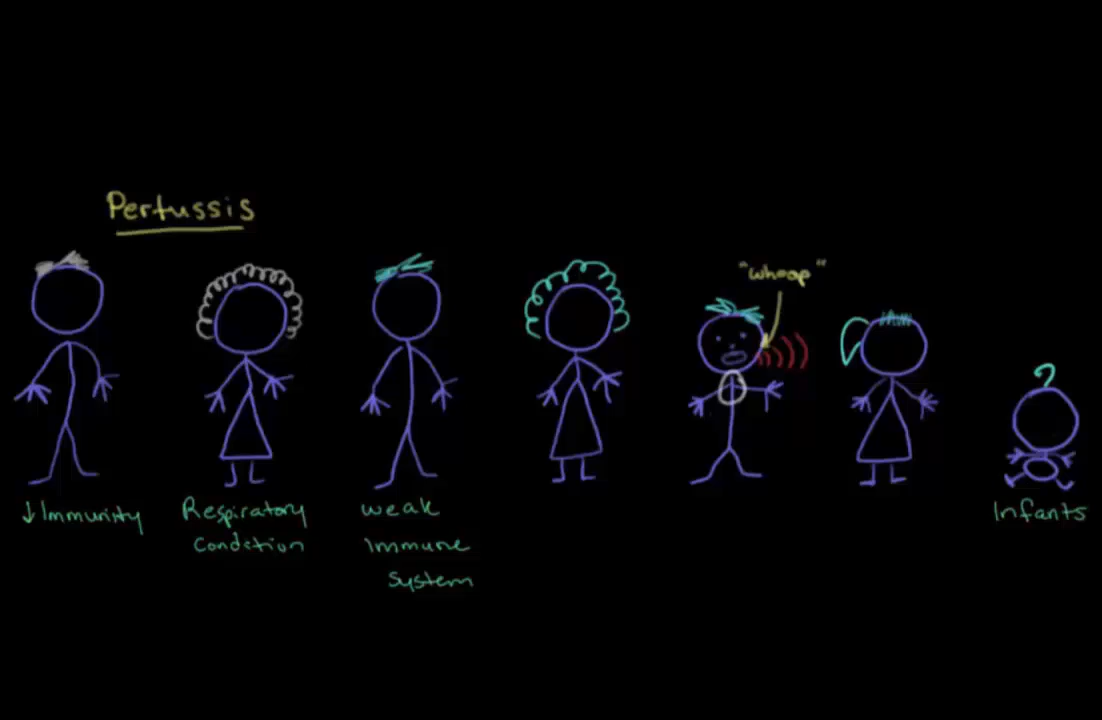 Pertussis
"whoop"
↓ Immunity
Respiratory
Condition
weak
Immune
System
Infants